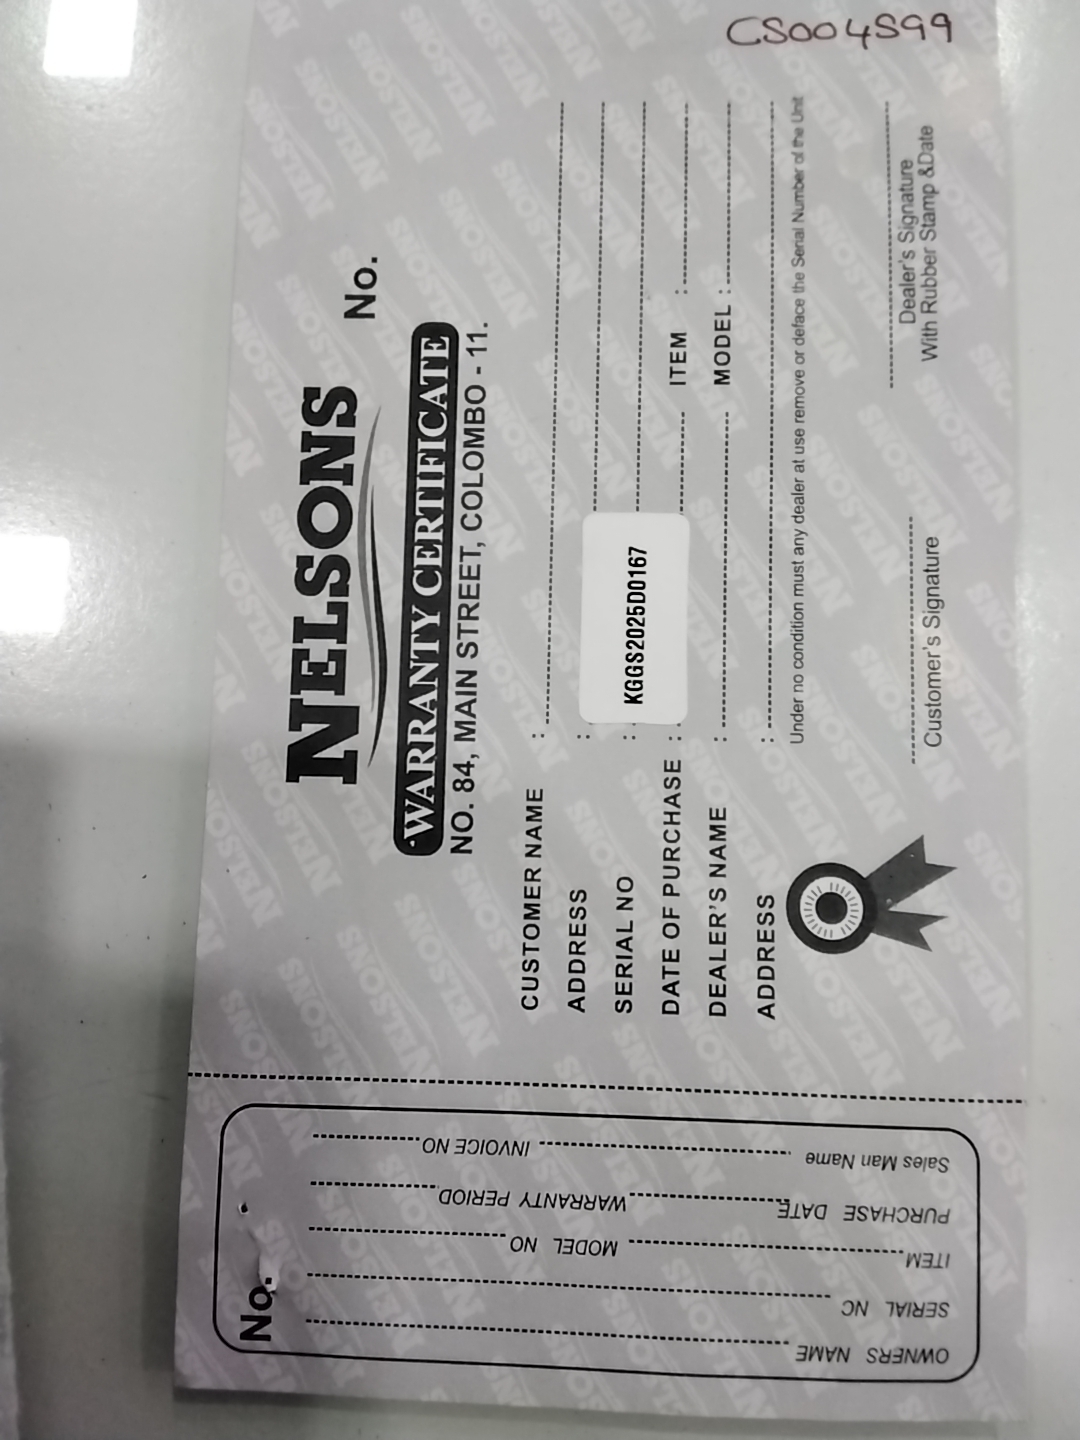 CS004S99
NELSONS
No.
WARRANTY CERTIFICATE
NO. 84, MAIN STREET, COLOMBO - 11.
CUSTOMER NAME :
ADDRESS :
SERIAL NO : KGGS2025D0167
DATE OF PURCHASE : ITEM :
DEALER'S NAME : MODEL :
ADDRESS :
Under no condition must any dealer at use remove or deface the Serial Number of the Unit
Customer's Signature
Dealer's Signature
With Rubber Stamp &Date
No.
OWNERS NAME
SERIAL NC
ITEM MODEL NO
PURCHASE DATE WARRANTY PERIOD
Sales Man Name INVOICE NO